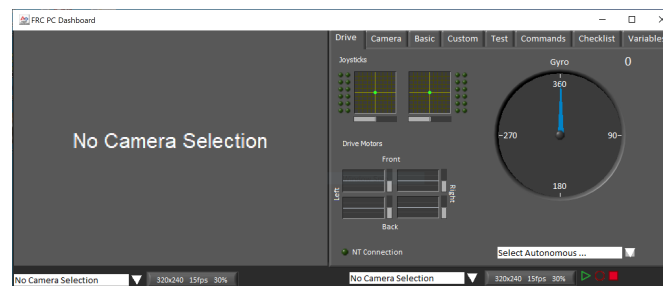 FRC PC Dashboard
Drive Camera Basic Custom Test Commands Checklist Variables
Joysticks
Gyro 0
360
No Camera Selection
270 90
Drive Motors
Front
180
Left Right
Back
NT Connection
Select Autonomous ...
No Camera Selection 320x240 15fps 30% No Camera Selection 320x240 15fps 30%